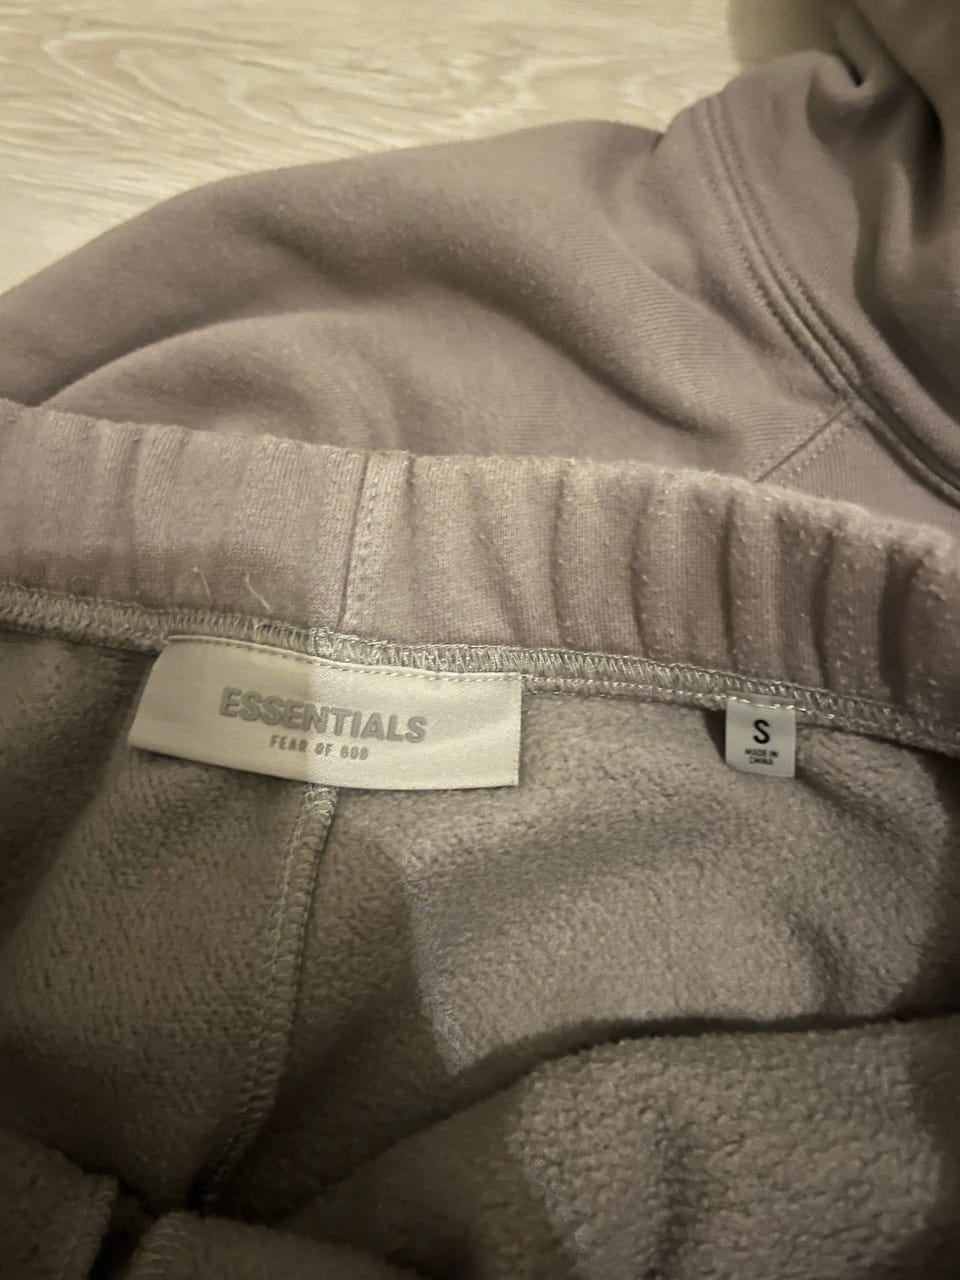 ESSENTIALS
FEAR OF GOD
S
MADE IN
CHINA